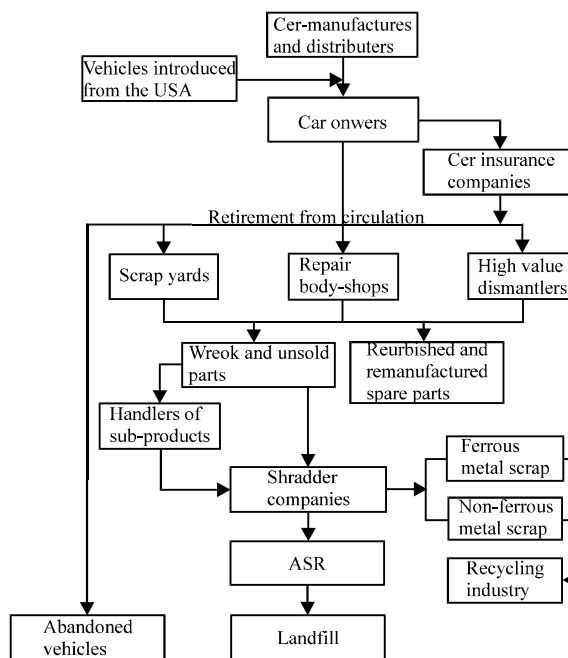 Cer-manufactures
and distributers
Vehicles introduced
from the USA
Car onwers
Cer insurance
companies
Retirement from circulation
Scrap yards
Repair
body-shops
High value
dismantlers
Wreok and unsold
parts
Reurbished and
remanufactured
spare parts
Handlers of
sub-products
Shradder
companies
Ferrous
metal scrap
Non-ferrous
metal scrap
ASR
Recycling
industry
Abandoned
vehicles
Landfill